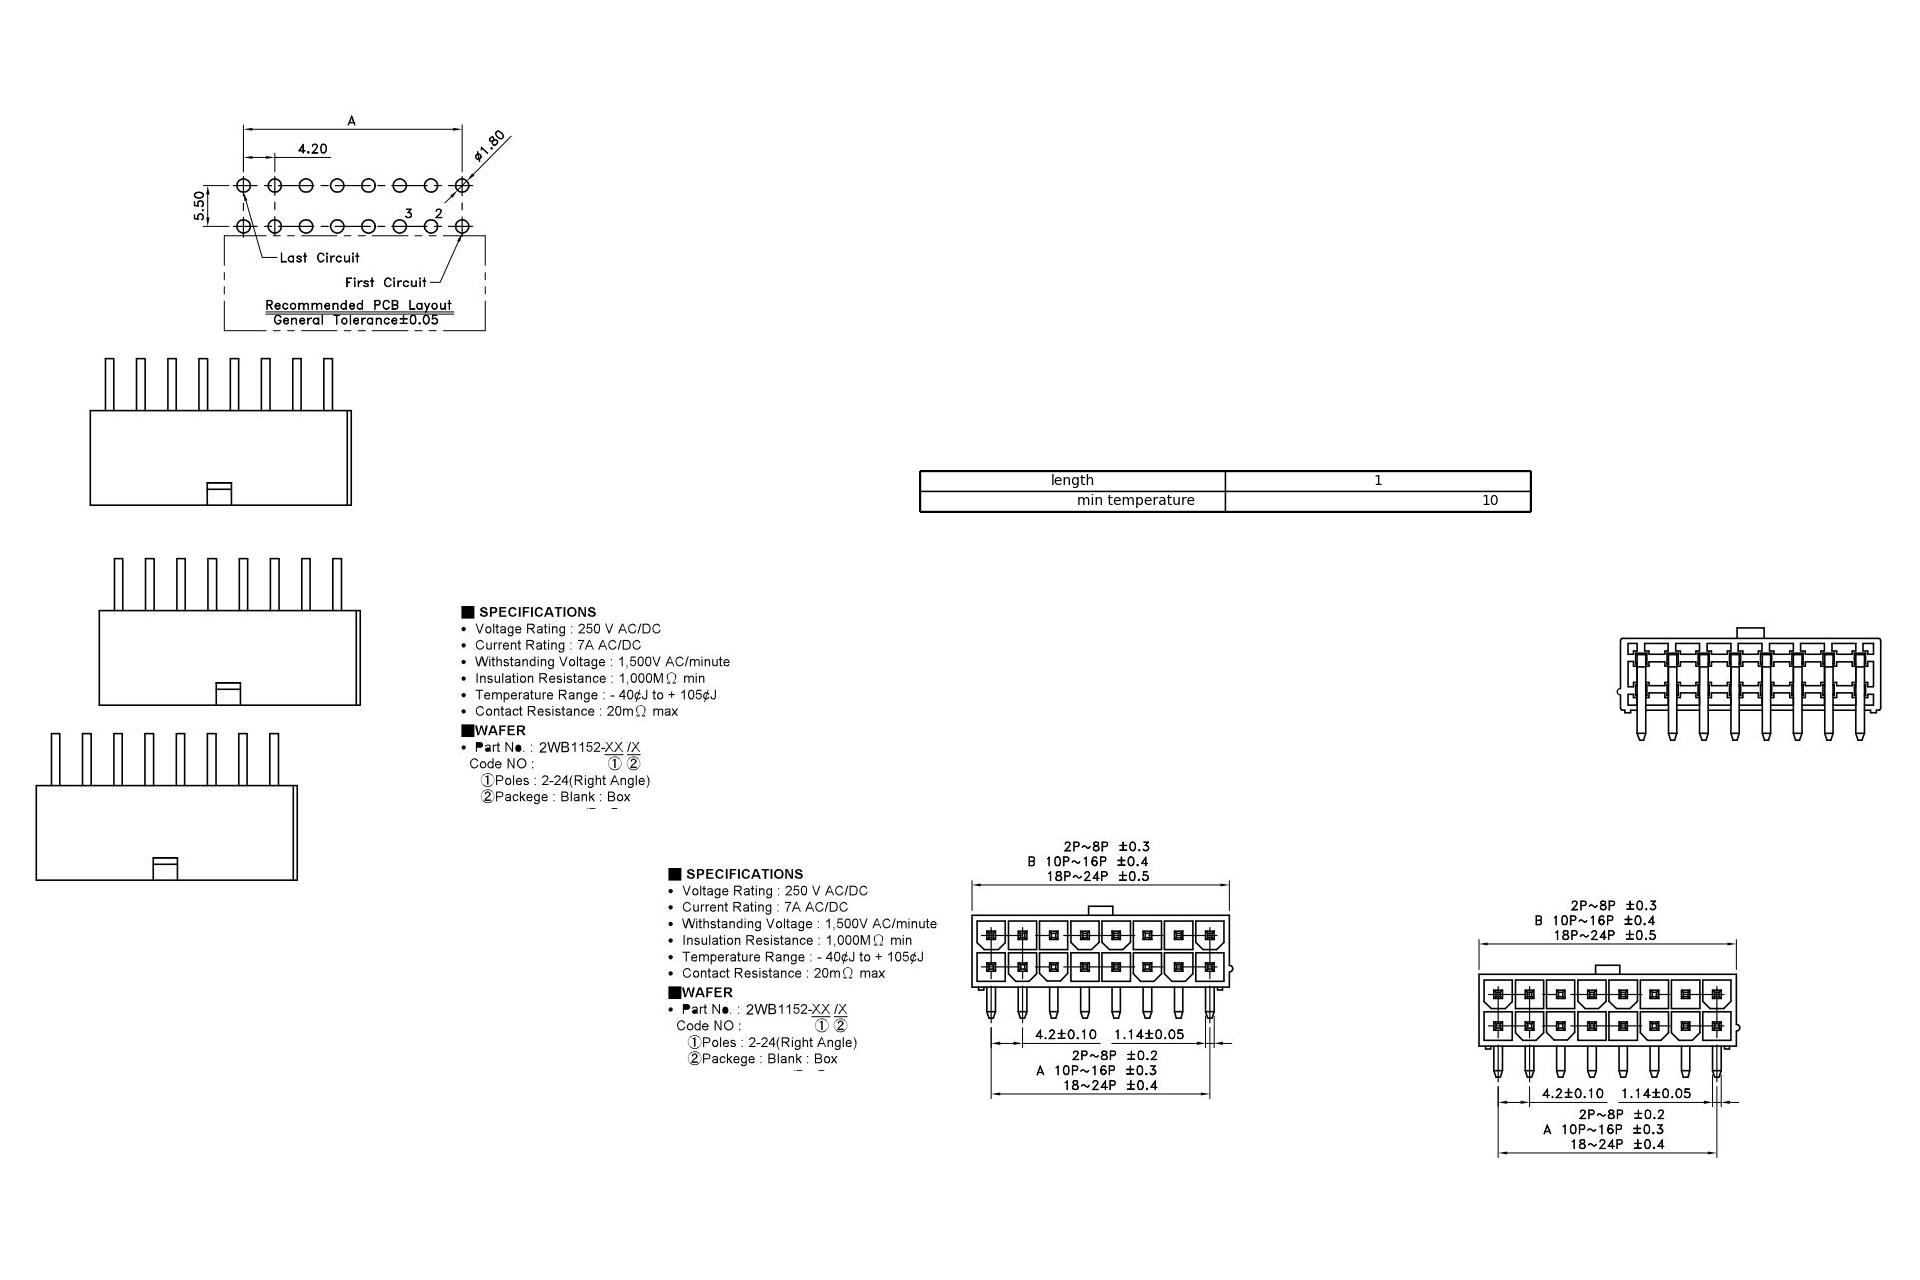 A
4.20
ø1.80
5.50
3 2
Last Circuit
First Circuit
Recommended PCB Layout
General Tolerance±0.05
length 1
min temperature 10
■ SPECIFICATIONS
• Voltage Rating : 250 V AC/DC
• Current Rating : 7A AC/DC
• Withstanding Voltage : 1,500V AC/minute
• Insulation Resistance : 1,000MΩ min
• Temperature Range : - 40¢J to + 105¢J
• Contact Resistance : 20mΩ max
■WAFER
• Part No. : 2WB1152-XX /X
Code NO : ① ②
①Poles : 2-24(Right Angle)
②Packege : Blank : Box
■ SPECIFICATIONS
• Voltage Rating : 250 V AC/DC
• Current Rating : 7A AC/DC
• Withstanding Voltage : 1,500V AC/minute
• Insulation Resistance : 1,000MΩ min
• Temperature Range : - 40¢J to + 105¢J
• Contact Resistance : 20mΩ max
■WAFER
• Part No. : 2WB1152-XX /X
Code NO : ① ②
①Poles : 2-24(Right Angle)
②Packege : Blank : Box
2P~8P ±0.3
B 10P~16P ±0.4
18P~24P ±0.5
4.2±0.10 1.14±0.05
2P~8P ±0.2
A 10P~16P ±0.3
18~24P ±0.4
2P~8P ±0.3
B 10P~16P ±0.4
18P~24P ±0.5
4.2±0.10 1.14±0.05
2P~8P ±0.2
A 10P~16P ±0.3
18~24P ±0.4